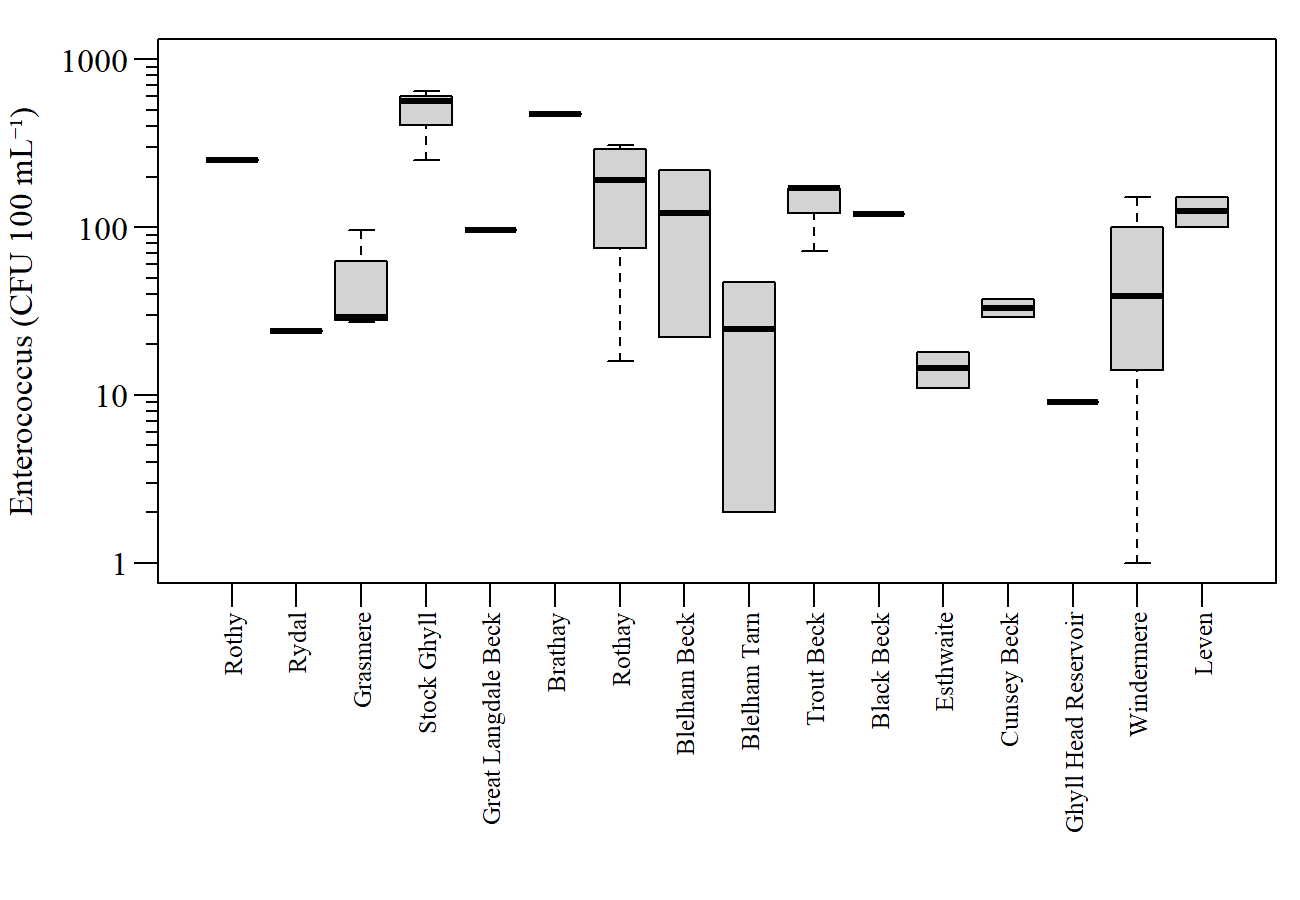 Enterococcus (CFU 100 mL⁻¹)
1000
100
10
1
Rothy
Rydal
Grasmere
Stock Ghyll
Great Langdale Beck
Brathay
Rothay
Blelham Beck
Blelham Tarn
Trout Beck
Black Beck
Esthwaite
Cunsey Beck
Ghyll Head Reservoir
Windermere
Leven